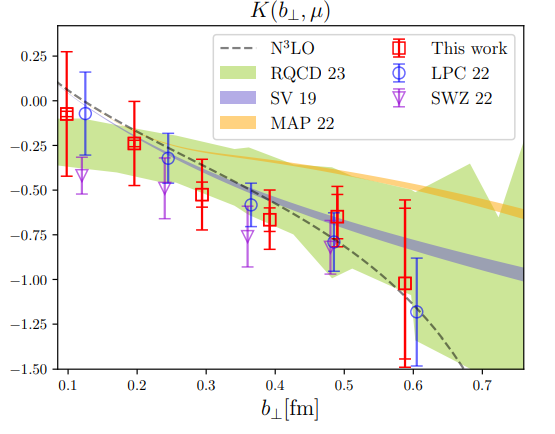 K(b⊥, μ)
N³LO
RQCD 23
SV 19
MAP 22
This work
LPC 22
SWZ 22
0.25
0.00
−0.25
−0.50
−0.75
−1.00
−1.25
−1.50
0.1 0.2 0.3 0.4 0.5 0.6 0.7
b⊥[fm]